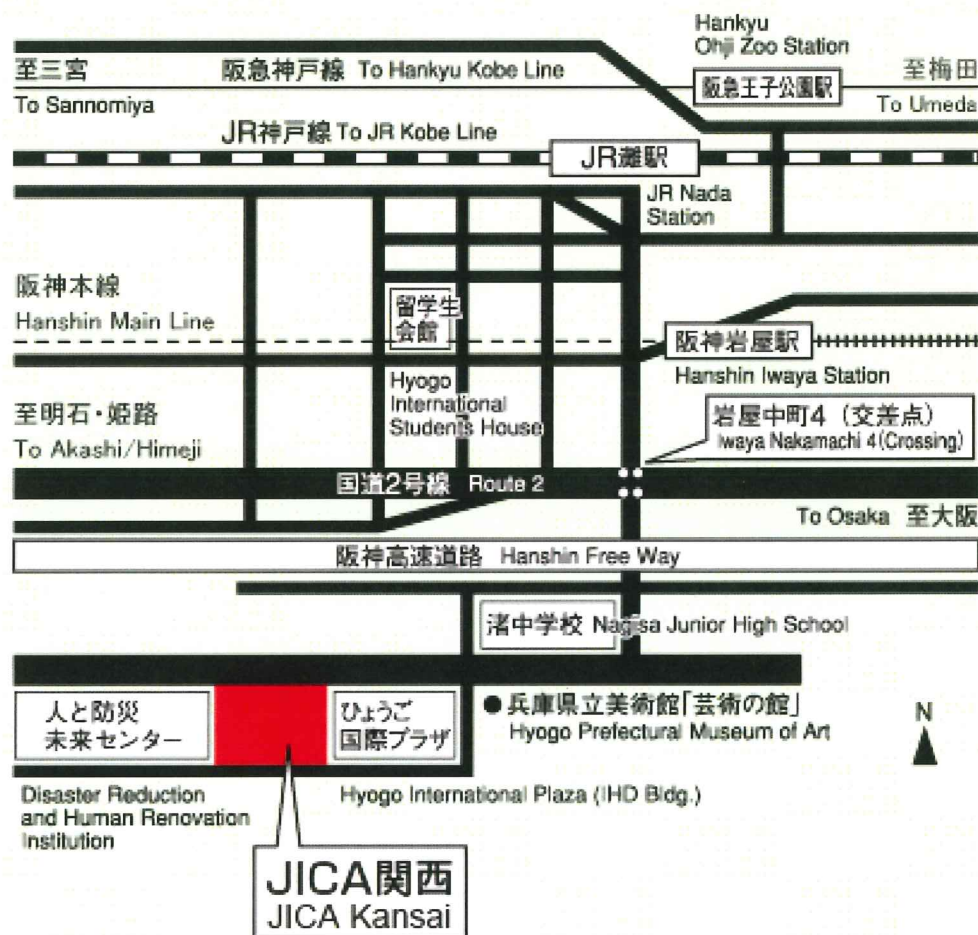 Hankyu
Ohji Zoo Station
至三宮
阪急神戸線 To Hankyu Kobe Line
阪急王子公園駅
至梅田
To Sannomiya
To Umeda
JR神戸線 To JR Kobe Line
JR灘駅
JR Nada
Station
阪神本線
Hanshin Main Line
留学生
会館
阪神岩屋駅
Hanshin Iwaya Station
Hyogo
International
Students House
至明石・姫路
To Akashi/Himeji
岩屋中町4 (交差点)
Iwaya Nakamachi 4(Crossing)
国道2号線 Route 2
To Osaka 至大阪
阪神高速道路 Hanshin Free Way
渚中学校 Nagisa Junior High School
人と防災
未来センター
ひょうご
国際プラザ
●兵庫県立美術館「芸術の館」
Hyogo Prefectural Museum of Art
N
Disaster Reduction
and Human Renovation
Institution
Hyogo International Plaza (IHD Bldg.)
JICA関西
JICA Kansai